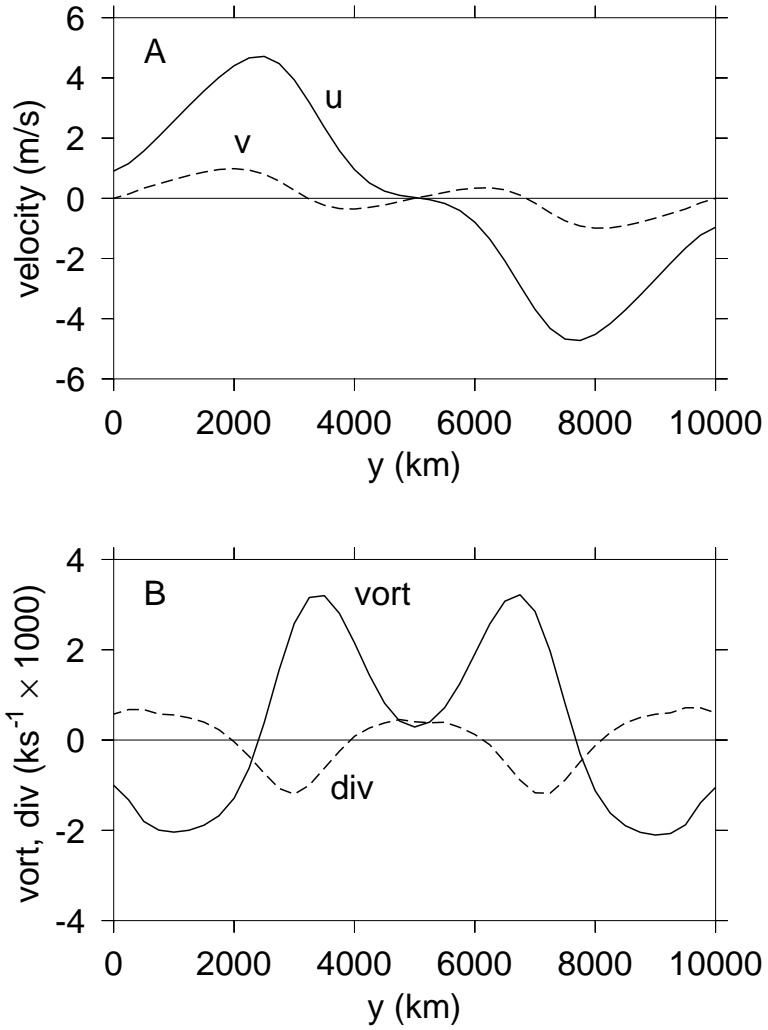 6
A
4
u
2
v
0
-2
-4
-6
velocity (m/s)
0 2000 4000 6000 8000 10000
y (km)
4
B
vort
2
0
div
-2
-4
vort, div (ks⁻¹ × 1000)
0 2000 4000 6000 8000 10000
y (km)